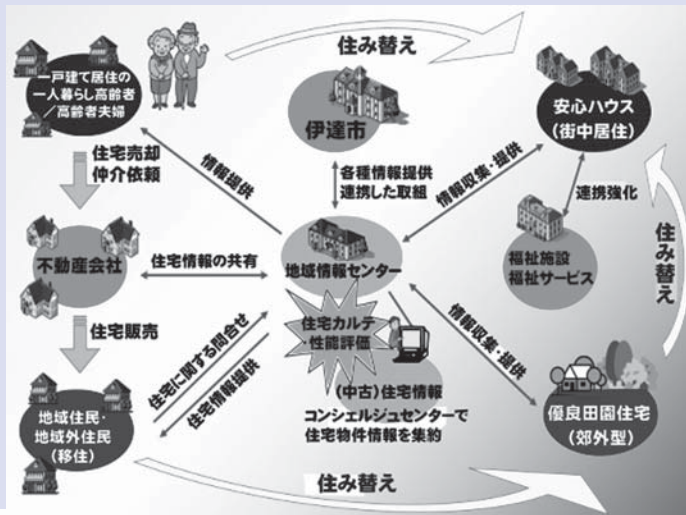 住み替え
一戸建て居住の
一人暮らし高齢者
／高齢者夫婦
伊達市
安心ハウス
(街中居住)
住宅売却
仲介依頼
情報提供
各種情報提供
連携した取組
情報収集・提供
連携強化
不動産会社
住宅情報の共有
地域情報センター
福祉施設
福祉サービス
住み替え
住宅販売
住宅に関する問合せ
住宅情報提供
住宅カルテ
・性能評価
情報収集・提供
(中古)住宅情報
コンシェルジュセンターで
住宅物件情報を集約
地域住民・
地域外住民
(移住)
優良田園住宅
(郊外型)
住み替え